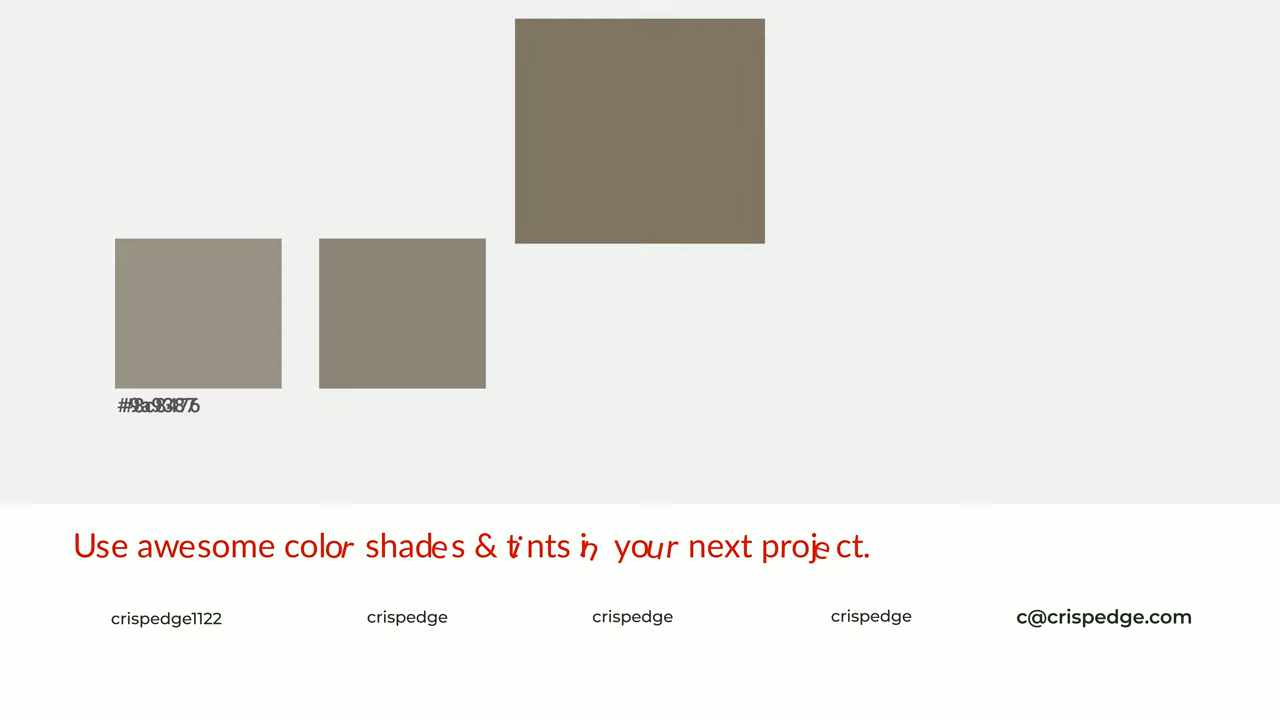 Use awesome color shades & tints in your next project.
crispedge1122 crispedge crispedge crispedge c@crispedge.com